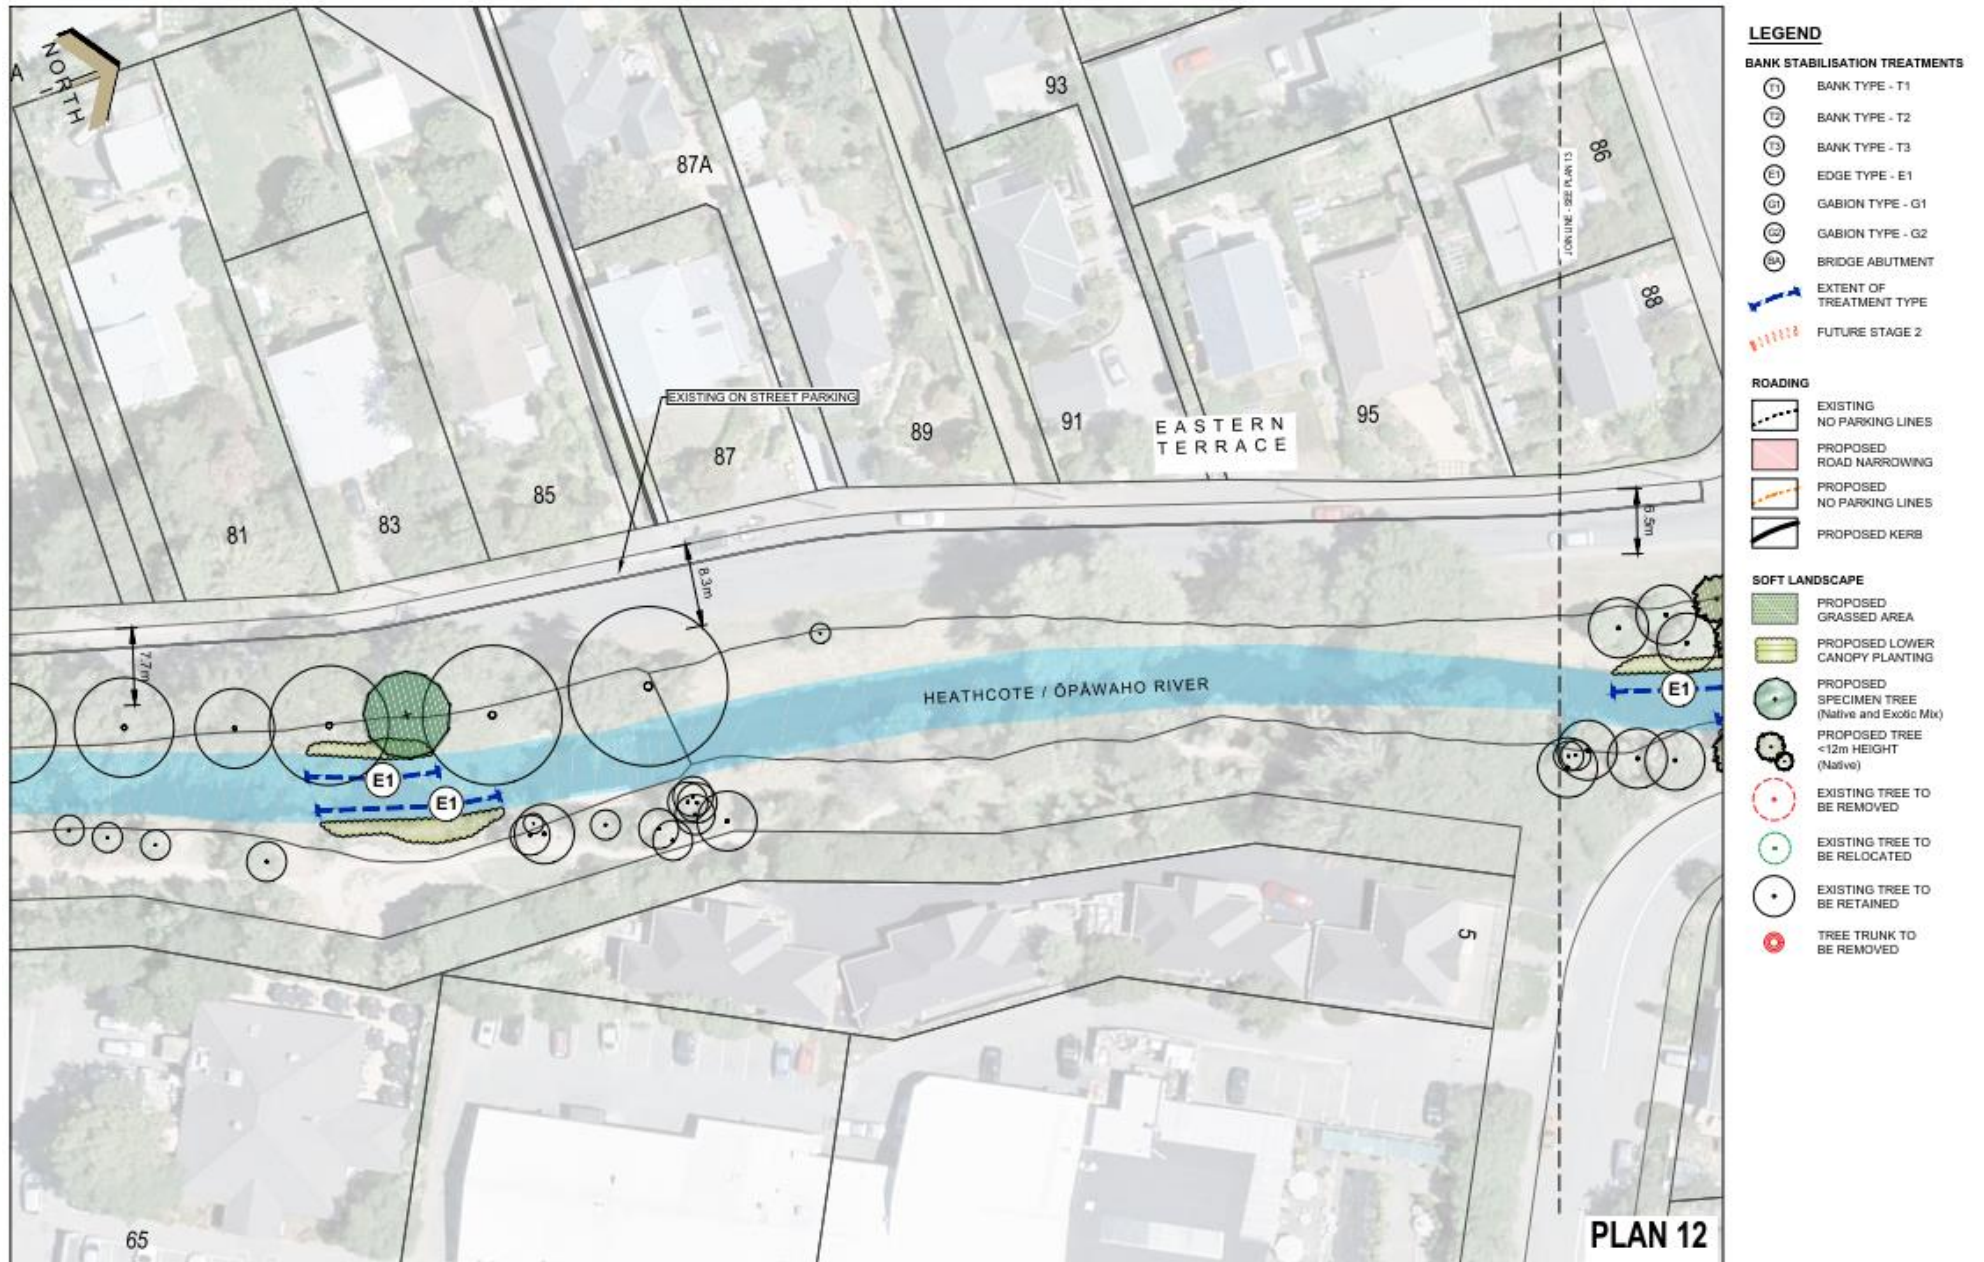 NORTH
A
93
87A
86
JOIN LINE - SEE PLAN 13
88
EXISTING ON STREET PARKING
EASTERN
TERRACE
95
91
89
87
85
83
81
8.3m
6.5m
7.7m
HEATHCOTE / ŌPĀWAHO RIVER
E1
E1
E1
5
65
PLAN 12
LEGEND
BANK STABILISATION TREATMENTS
T1 BANK TYPE - T1
T2 BANK TYPE - T2
T3 BANK TYPE - T3
E1 EDGE TYPE - E1
G1 GABION TYPE - G1
G2 GABION TYPE - G2
BA BRIDGE ABUTMENT
EXTENT OF
TREATMENT TYPE
FUTURE STAGE 2
ROADING
EXISTING
NO PARKING LINES
PROPOSED
ROAD NARROWING
PROPOSED
NO PARKING LINES
PROPOSED KERB
SOFT LANDSCAPE
PROPOSED
GRASSED AREA
PROPOSED LOWER
CANOPY PLANTING
PROPOSED
SPECIMEN TREE
(Native and Exotic Mix)
PROPOSED TREE
<12m HEIGHT
(Native)
EXISTING TREE TO
BE REMOVED
EXISTING TREE TO
BE RELOCATED
EXISTING TREE TO
BE RETAINED
TREE TRUNK TO
BE REMOVED